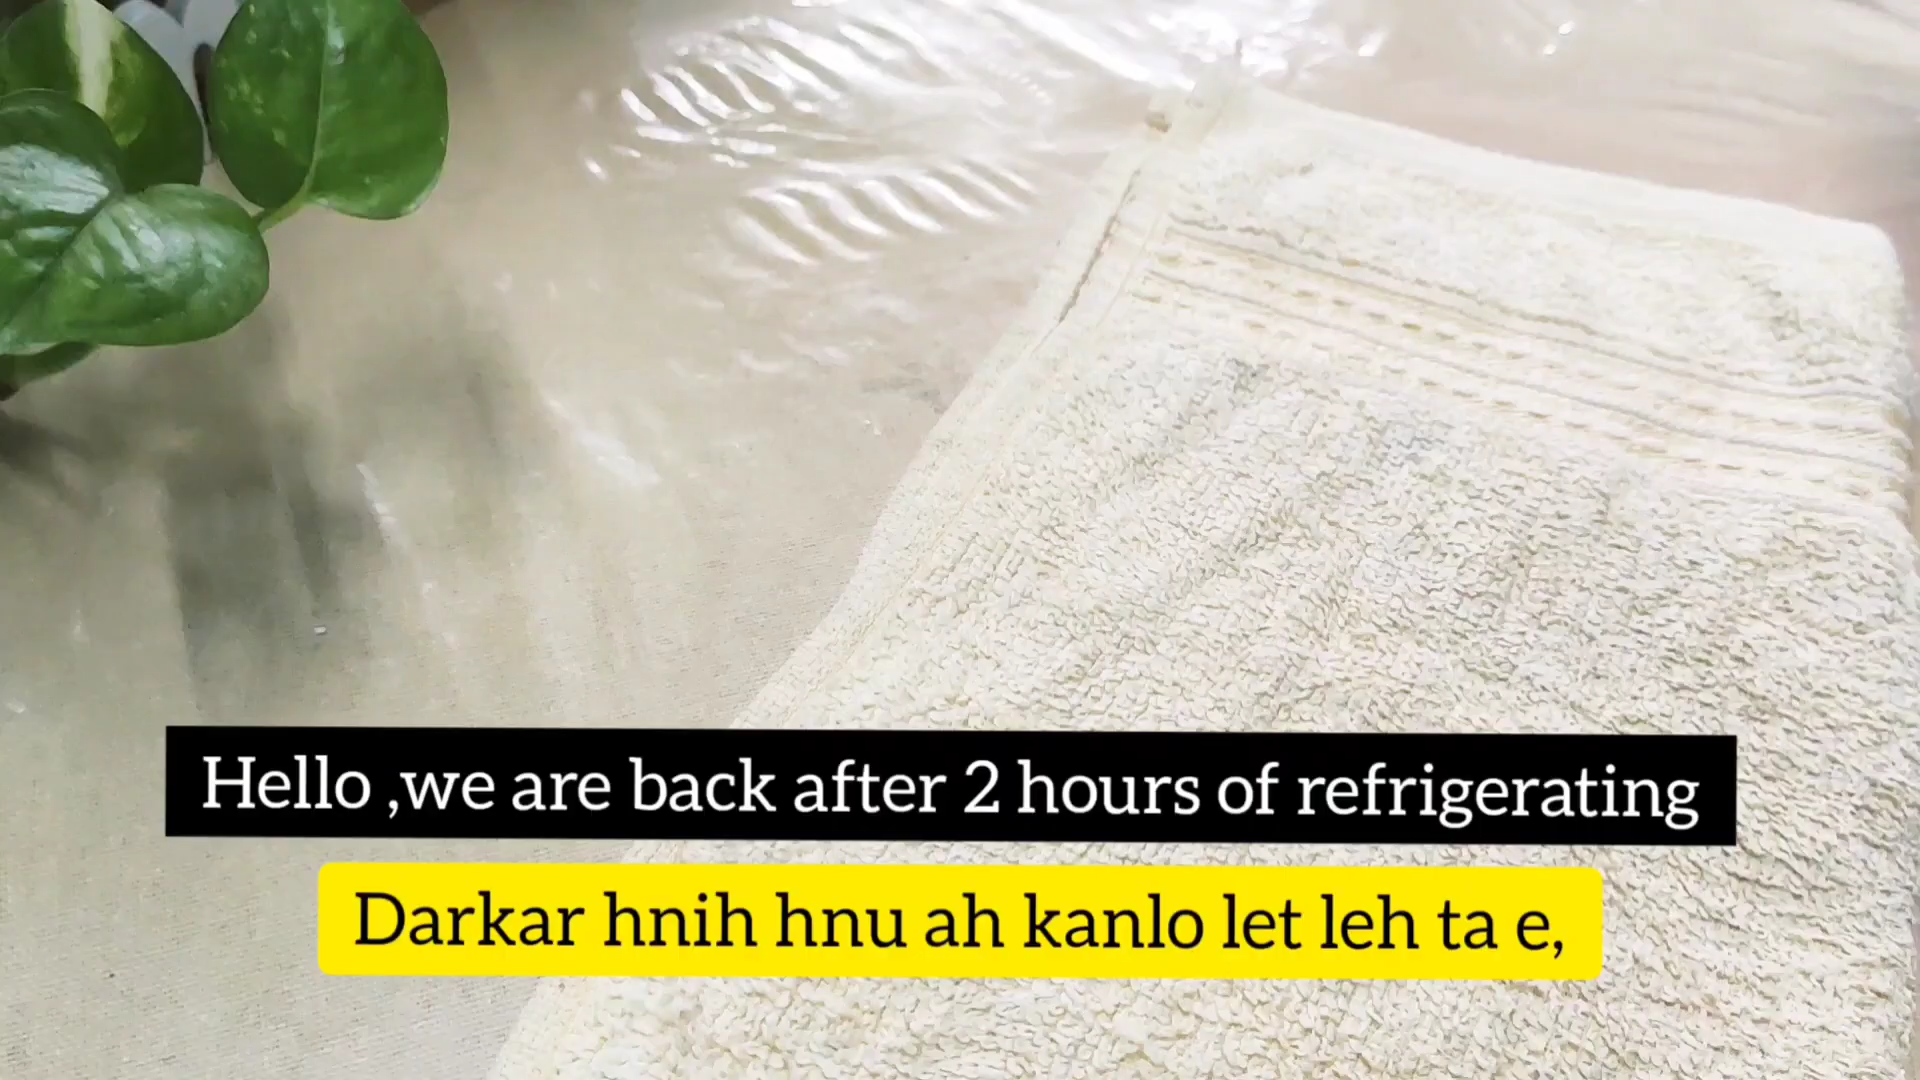 Hello ,we are back after 2 hours of refrigerating
Darkar hnih hnu ah kanlo let leh ta e,